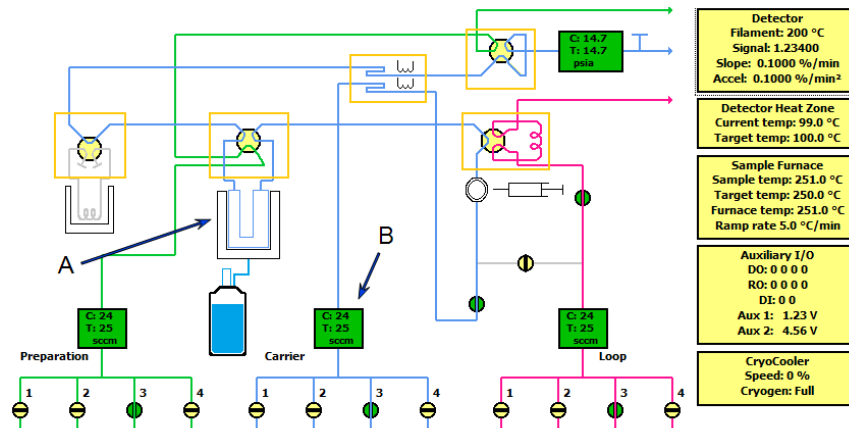 C: 14.7
T: 14.7
psia
A
B
C: 24
T: 25
sccm
C: 24
T: 25
sccm
C: 24
T: 25
sccm
Preparation
Carrier
Loop
1 2 3 4
1 2 3 4
1 2 3 4
Detector
Filament: 200 °C
Signal: 1.23400
Slope: 0.1000 %/min
Accel: 0.1000 %/min²
Detector Heat Zone
Current temp: 99.0 °C
Target temp: 100.0 °C
Sample Furnace
Sample temp: 251.0 °C
Target temp: 250.0 °C
Furnace temp: 251.0 °C
Ramp rate 5.0 °C/min
Auxiliary I/O
DO: 0 0 0 0
RO: 0 0 0 0
DI: 0 0
Aux 1: 1.23 V
Aux 2: 4.56 V
CryoCooler
Speed: 0 %
Cryogen: Full